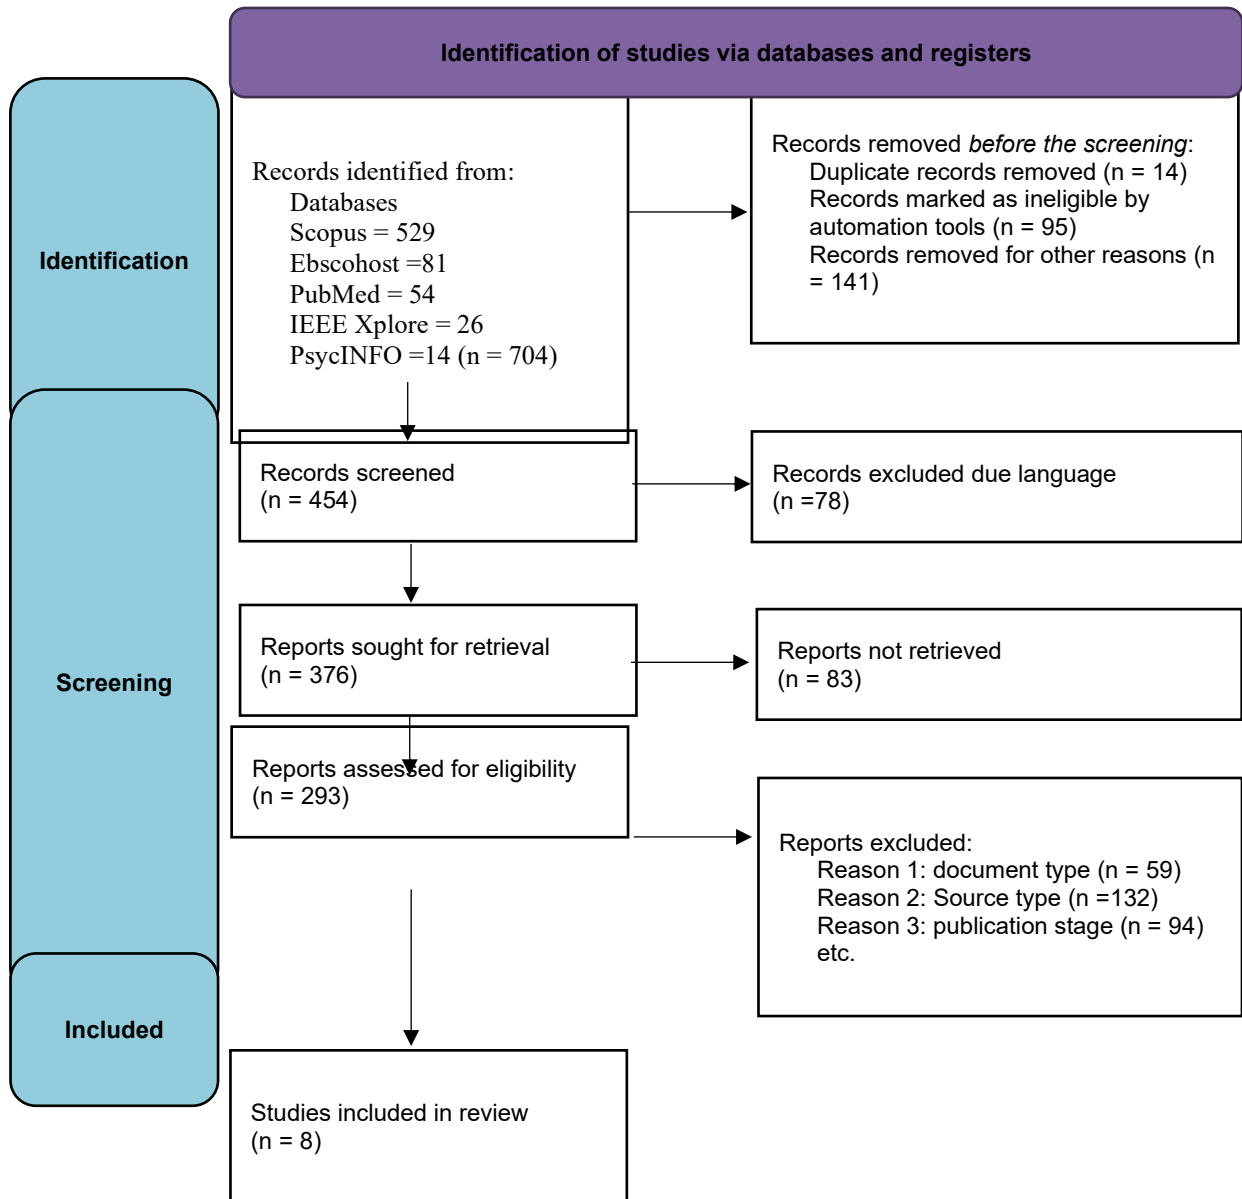 Identification of studies via databases and registers
Identification
Records identified from:
Databases
Scopus = 529
Ebscohost =81
PubMed = 54
IEEE Xplore = 26
PsycINFO =14 (n = 704)
Records removed before the screening:
Duplicate records removed (n = 14)
Records marked as ineligible by
automation tools (n = 95)
Records removed for other reasons (n
= 141)
Screening
Records screened
(n = 454)
Records excluded due language
(n =78)
Reports sought for retrieval
(n = 376)
Reports not retrieved
(n = 83)
Reports assessed for eligibility
(n = 293)
Reports excluded:
Reason 1: document type (n = 59)
Reason 2: Source type (n =132)
Reason 3: publication stage (n = 94)
etc.
Included
Studies included in review
(n = 8)